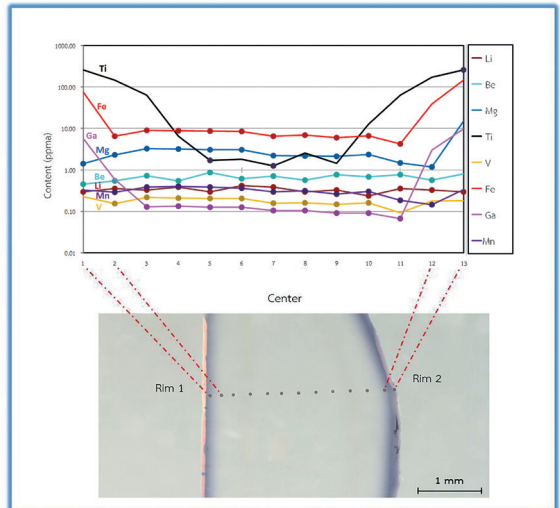 1000.00
100.00
10.00
1.00
0.10
0.01
Content (ppma)
Ti
Fe
Ga
Mg
Be
Li
Mn
V
1 2 3 4 5 6 7 8 9 10 11 12 13
Li
Be
Mg
Ti
V
Fe
Ga
Mn
Center
Rim 1
Rim 2
1 mm